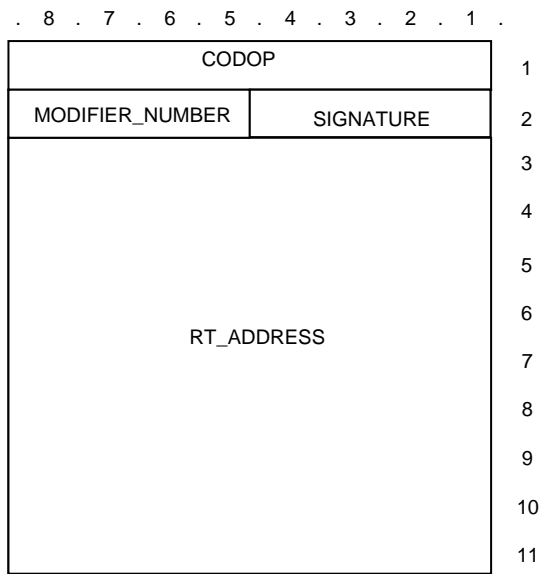 . 8 . 7 . 6 . 5 . 4 . 3 . 2 . 1 .
CODOP 1
MODIFIER_NUMBER SIGNATURE 2
3
4
5
6
RT_ADDRESS
7
8
9
10
11